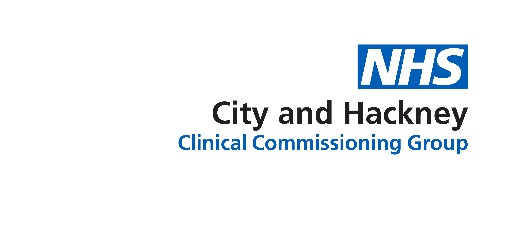 NHS
City and Hackney
Clinical Commissioning Group